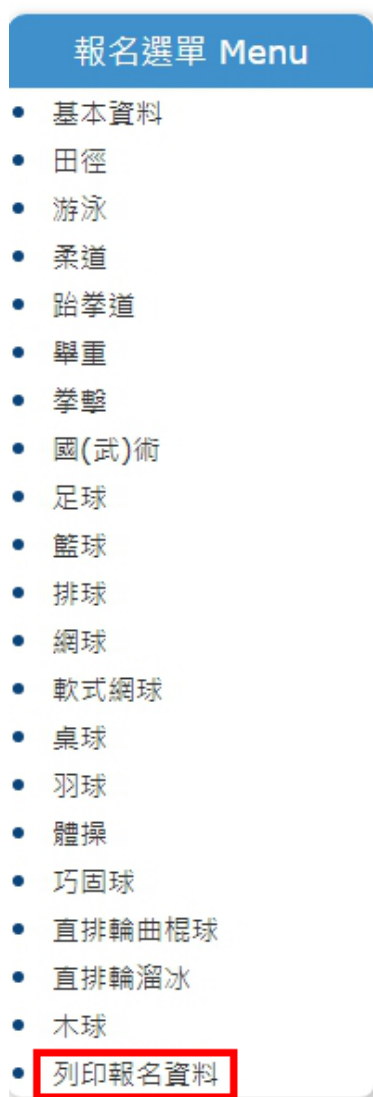 報名選單 Menu
基本資料
田徑
游泳
柔道
跆拳道
舉重
拳擊
國(武)術
足球
籃球
排球
網球
軟式網球
桌球
羽球
體操
巧固球
直排輪曲棍球
直排輪溜冰
木球
列印報名資料